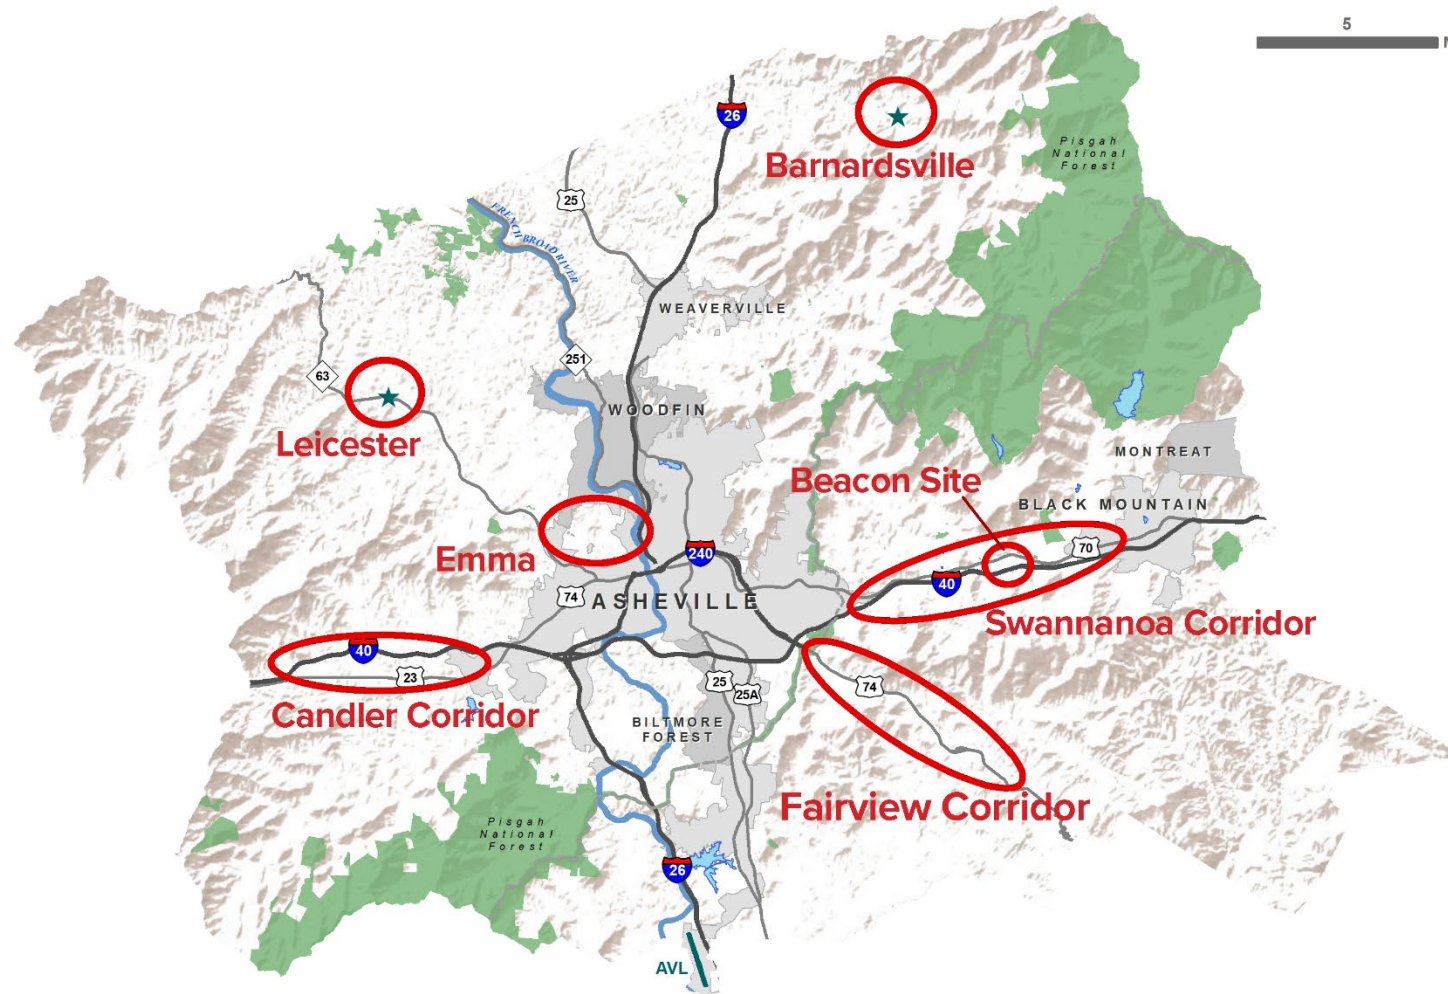 5
M
26
Barnardsville
Pisgah
National
Forest
25
FRENCH BROAD RIVER
WEAVERVILLE
251
63
WOODFIN
Leicester
MONTREAT
Beacon Site
BLACK MOUNTAIN
Emma
240
70
40
74
ASHEVILLE
Swannanoa Corridor
40
23
25
25A
74
Candler Corridor
BILTMORE
FOREST
Fairview Corridor
Pisgah
National
Forest
26
AVL